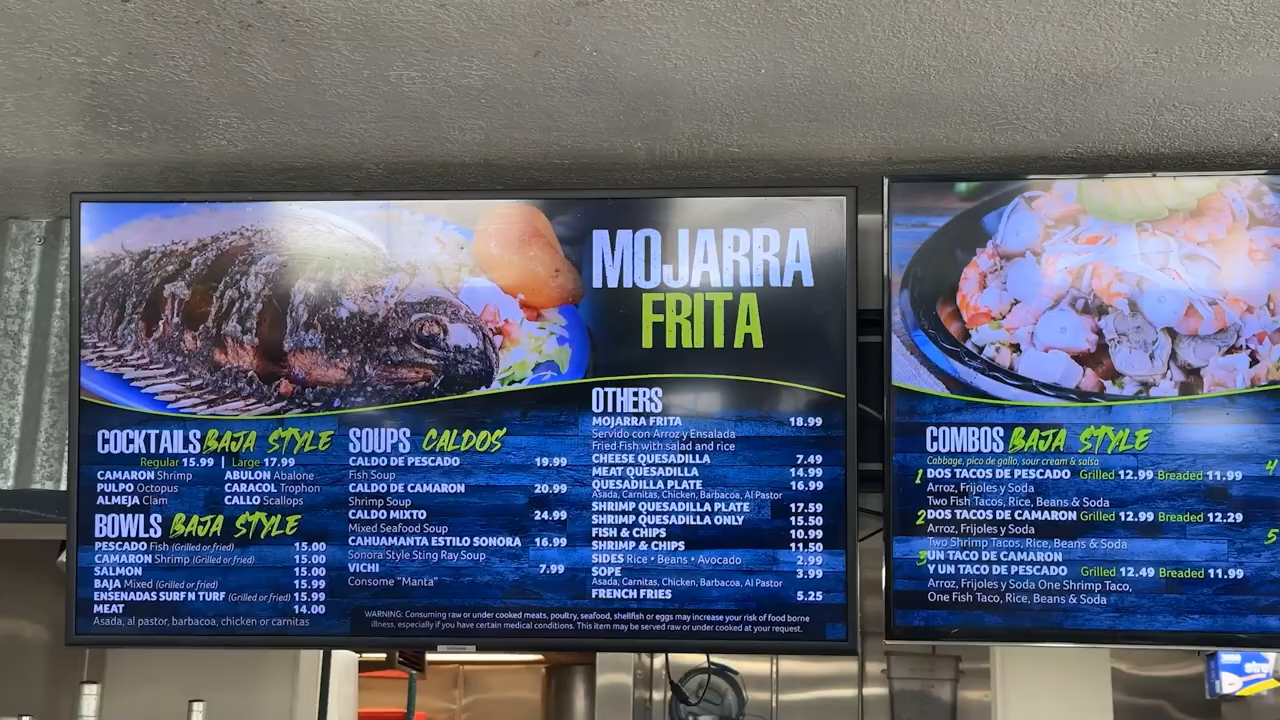 MOJARRA
FRITA
COCKTAILS BAJA STYLE
Regular 15.99 | Large 17.99
CAMARON Shrimp ABULON Abalone
PULPO Octopus CARACOL Trophon
ALMEJA Clam CALLO Scallops
BOWLS BAJA STYLE
PESCADO Fish (Grilled or fried) 15.00
CAMARON Shrimp (Grilled or fried) 15.00
SALMON 15.00
BAJA Mixed (Grilled or fried) 15.99
ENSENADAS SURF N TURF (Grilled or fried) 15.99
MEAT 14.00
Asada, al pastor, barbacoa, chicken or carnitas
SOUPS CALDOS
CALDO DE PESCADO 19.99
Fish Soup
CALDO DE CAMARON 20.99
Shrimp Soup
CALDO MIXTO 24.99
Mixed Seafood Soup
CAHUAMANTA ESTILO SONORA 16.99
Sonora Style Sting Ray Soup
VICHI 7.99
Consome "Manta"
OTHERS
MOJARRA FRITA 18.99
Servido con Arroz y Ensalada
Fried Fish with salad and rice
CHEESE QUESADILLA 7.49
MEAT QUESADILLA 14.99
QUESADILLA PLATE 16.99
Asada, Carnitas, Chicken, Barbacoa, Al Pastor
SHRIMP QUESADILLA PLATE 17.59
SHRIMP QUESADILLA ONLY 15.50
FISH & CHIPS 10.99
SHRIMP & CHIPS 11.50
SIDES Rice • Beans • Avocado 2.99
SOPE 3.99
Asada, Carnitas, Chicken, Barbacoa, Al Pastor
FRENCH FRIES 5.25
WARNING: Consuming raw or under cooked meats, poultry, seafood, shellfish or eggs may increase your risk of food borne
illness, especially if you have certain medical conditions. This item may be served raw or under cooked at your request.
COMBOS BAJA STYLE
Cabbage, pico de gallo, sour cream & salsa
1 DOS TACOS DE PESCADO Grilled 12.99 Breaded 11.99
Arroz, Frijoles y Soda
Two Fish Tacos, Rice, Beans & Soda
2 DOS TACOS DE CAMARON Grilled 12.99 Breaded 12.29
Arroz, Frijoles y Soda
Two Shrimp Tacos, Rice, Beans & Soda
3 UN TACO DE CAMARON
Y UN TACO DE PESCADO Grilled 12.49 Breaded 11.99
Arroz, Frijoles y Soda One Shrimp Taco,
One Fish Taco, Rice, Beans & Soda
4
5